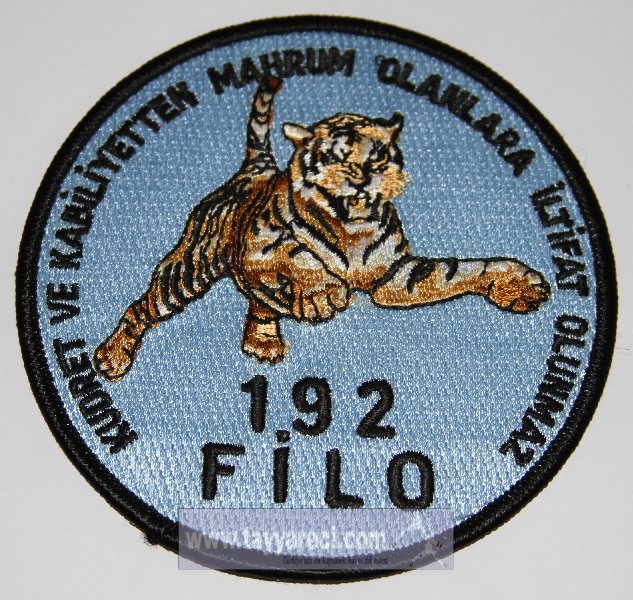 KUDRET VE KABİLİYETTEN MAHRUM OLANLARA İLTİFAT OLUNMAZ
192
FİLO
www.tayyareci.com